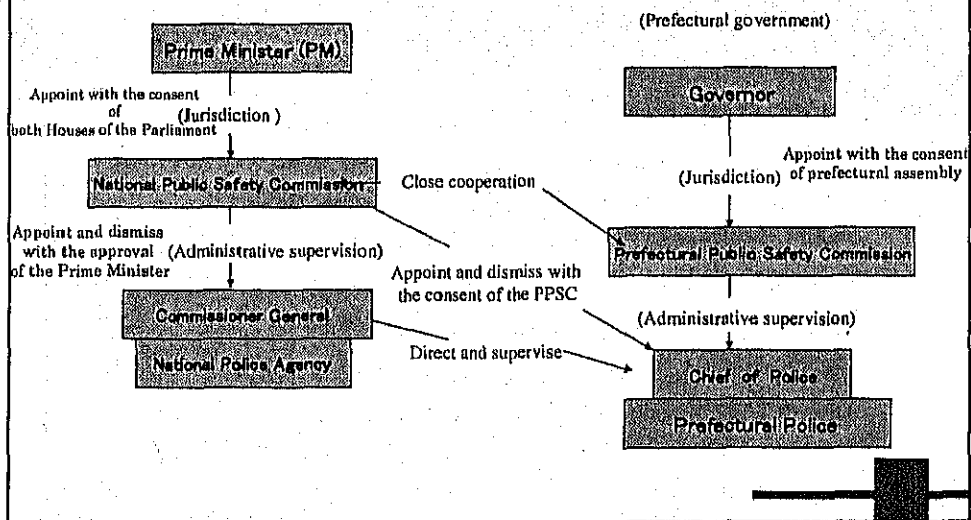 (Prefectural government)
Prime Minister (PM)
Appoint with the consent
of
both Houses of the Parliament
(Jurisdiction )
Governor
(Jurisdiction)
Appoint with the consent
of prefectural assembly
National Public Safety Commission
Close cooperation
Appoint and dismiss
with the approval
of the Prime Minister
(Administrative supervision)
Prefectural Public Safety Commission
Appoint and dismiss with
the consent of the PPSC
Commissioner General
National Police Agency
(Administrative supervision)
Direct and supervise
Chief of Police
Prefectural Police